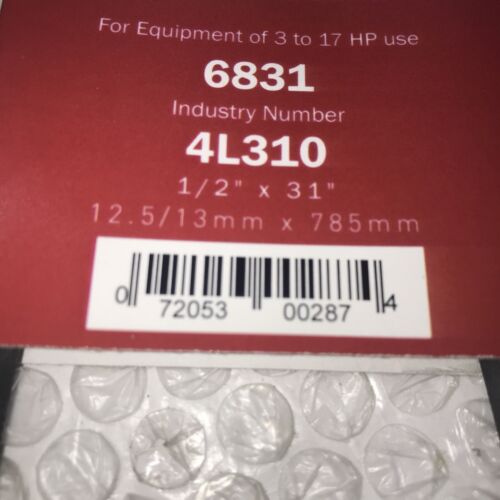 For Equipment of 3 to 17 HP use
6831
Industry Number
4L310
1/2" x 31"
12.5/13mm x 785mm
0 72053 00287 4